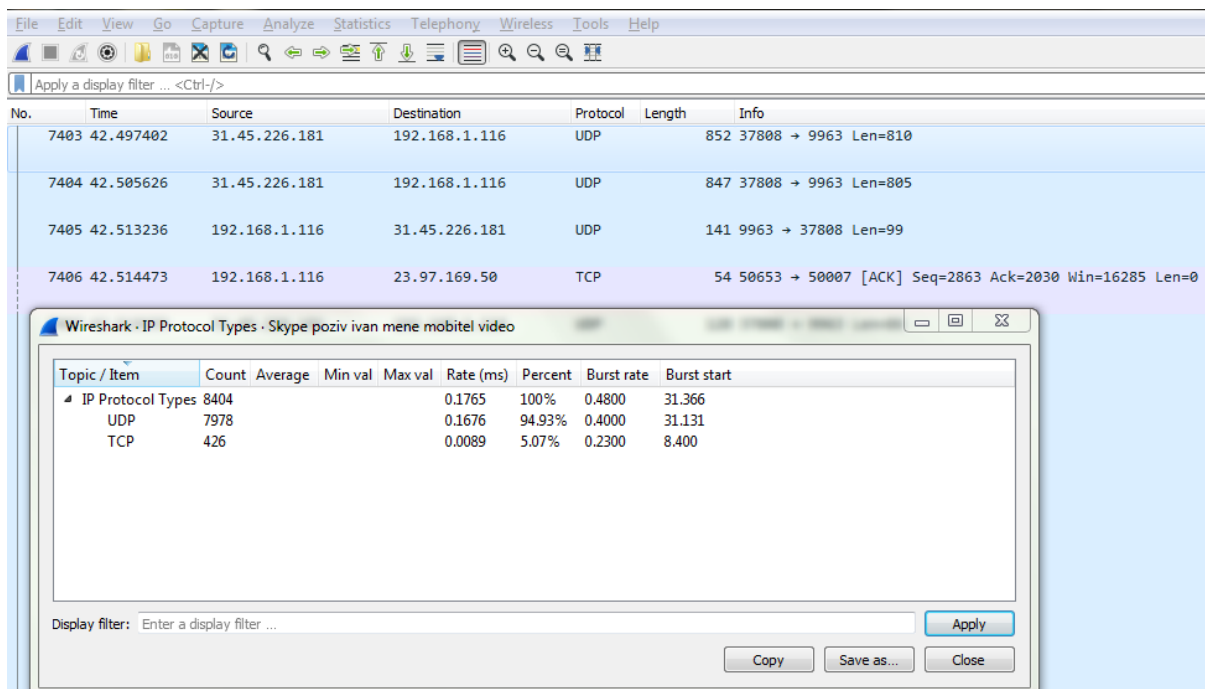 File Edit View Go Capture Analyze Statistics Telephony Wireless Tools Help
Apply a display filter ... <Ctrl-/>
No. Time Source Destination Protocol Length Info
7403 42.497402 31.45.226.181 192.168.1.116 UDP 852 37808 → 9963 Len=810
7404 42.505626 31.45.226.181 192.168.1.116 UDP 847 37808 → 9963 Len=805
7405 42.513236 192.168.1.116 31.45.226.181 UDP 141 9963 → 37808 Len=99
7406 42.514473 192.168.1.116 23.97.169.50 TCP 54 50653 → 50007 [ACK] Seq=2863 Ack=2030 Win=16285 Len=0
Wireshark · IP Protocol Types · Skype poziv ivan mene mobitel video
Topic / Item Count Average Min val Max val Rate (ms) Percent Burst rate Burst start
IP Protocol Types 8404 0.1765 100% 0.4800 31.366
UDP 7978 0.1676 94.93% 0.4000 31.131
TCP 426 0.0089 5.07% 0.2300 8.400
Display filter: Enter a display filter ... Apply
Copy Save as... Close